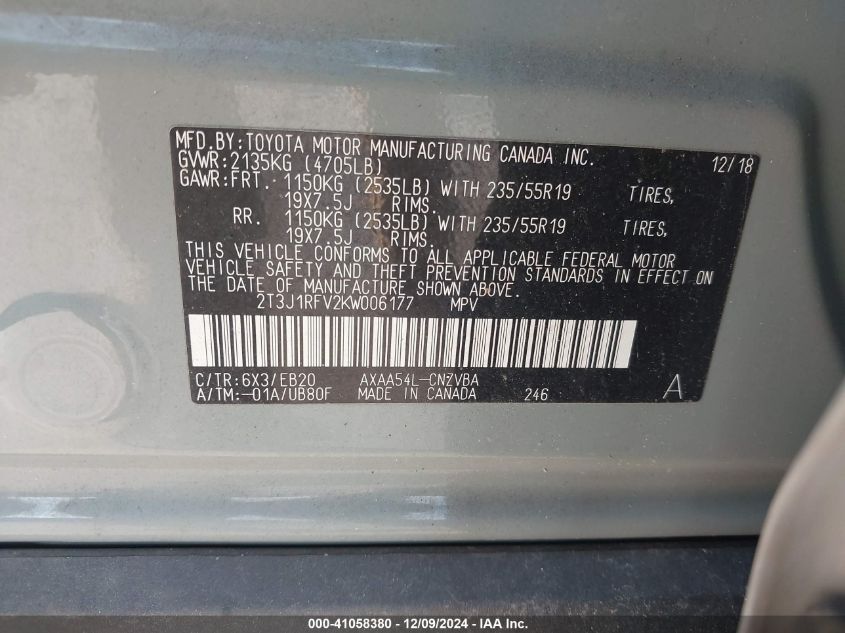 MFD.BY:TOYOTA MOTOR MANUFACTURING CANADA INC. 12/18
GVWR:2135KG (4705LB)
GAWR:FRT. 1150KG (2535LB) WITH 235/55R19 TIRES,
19X7.5J RIMS.
RR. 1150KG (2535LB) WITH 235/55R19 TIRES,
19X7.5J RIMS.
THIS VEHICLE CONFORMS TO ALL APPLICABLE FEDERAL MOTOR
VEHICLE SAFETY AND THEFT PREVENTION STANDARDS IN EFFECT ON
THE DATE OF MANUFACTURE SHOWN ABOVE.
2T3J1RFV2KW006177 MPV
C/TR:6X3/EB20 AXAA54L-CNZVBA
A/TM:-01A/UB80F MADE IN CANADA 246 A
000-41058380 - 12/09/2024 - IAAI.com